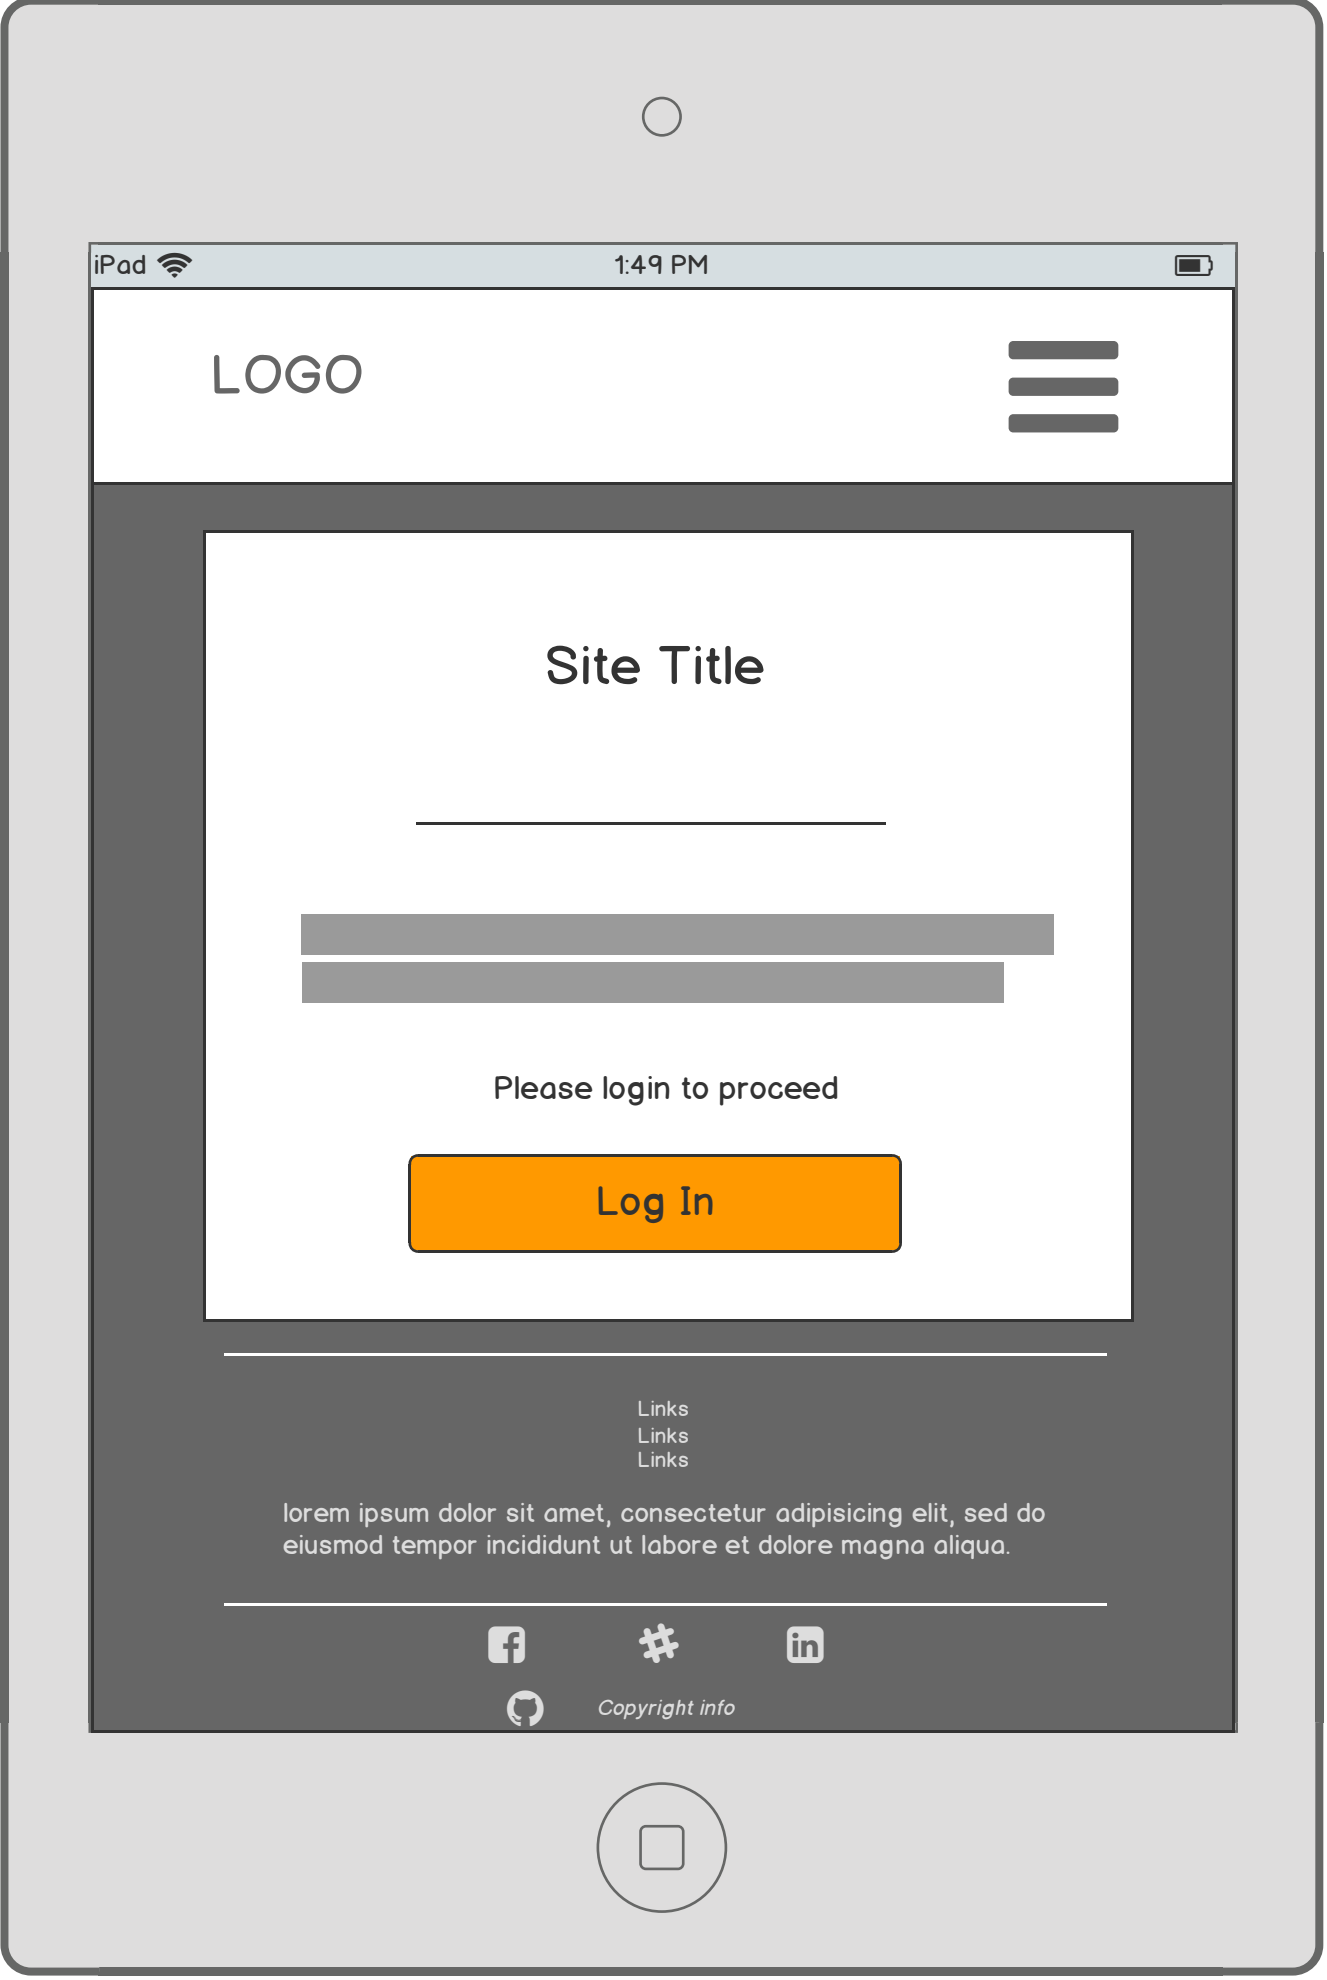 iPad 1:49 PM
LOGO
Site Title
Please login to proceed
Log In
Links
Links
Links
lorem ipsum dolor sit amet, consectetur adipisicing elit, sed do
eiusmod tempor incididunt ut labore et dolore magna aliqua.
in
Copyright info